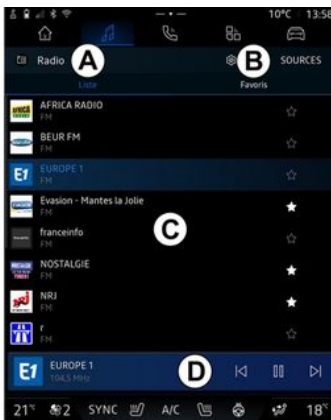 10°C 13:58
Radio A B SOURCES
Liste Favoris
AFRICA RADIO
FM
BEUR FM
FM
E1 EUROPE 1
FM
Evasion - Mantes la Jolie
FM
franceinfo
FM
C
NOSTALGIE
FM
NRJ
FM
r
FM
E1 EUROPE 1
104,5 MHz
D
21° 2 SYNC A/C 18°